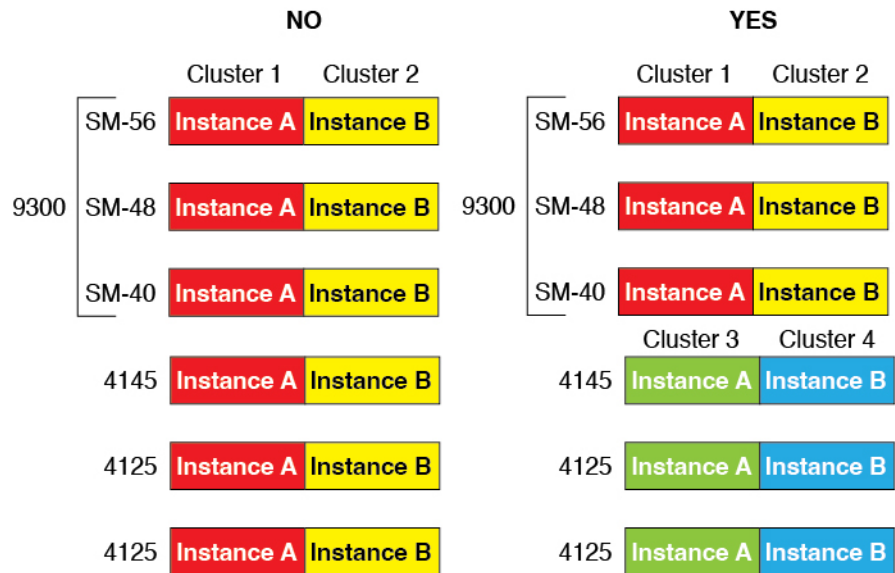 NO
Cluster 1 Cluster 2
SM-56 Instance A Instance B
9300 SM-48 Instance A Instance B
SM-40 Instance A Instance B
4145 Instance A Instance B
4125 Instance A Instance B
4125 Instance A Instance B
YES
Cluster 1 Cluster 2
SM-56 Instance A Instance B
9300 SM-48 Instance A Instance B
SM-40 Instance A Instance B
Cluster 3 Cluster 4
4145 Instance A Instance B
4125 Instance A Instance B
4125 Instance A Instance B